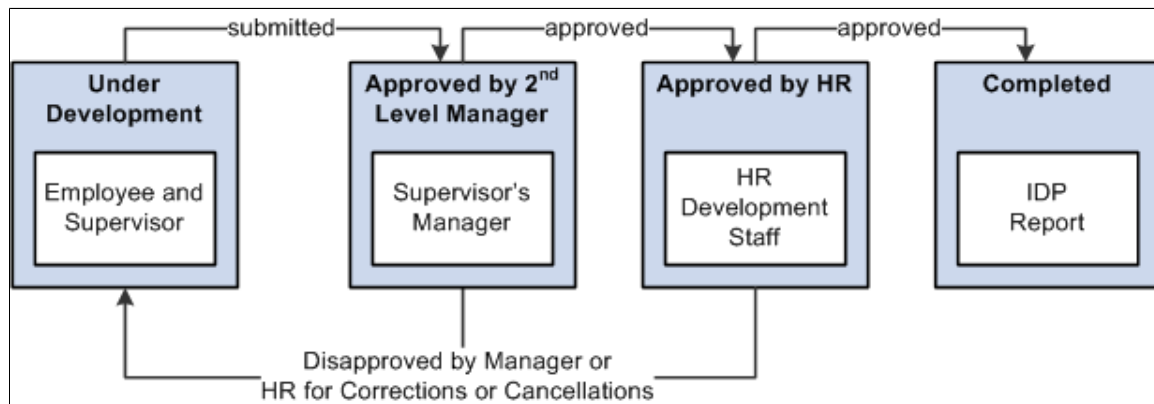 submitted
approved
approved
Under
Development
Approved by 2nd
Level Manager
Approved by HR
Completed
Employee and
Supervisor
Supervisor's
Manager
HR
Development
Staff
IDP
Report
Disapproved by Manager or
HR for Corrections or Cancellations